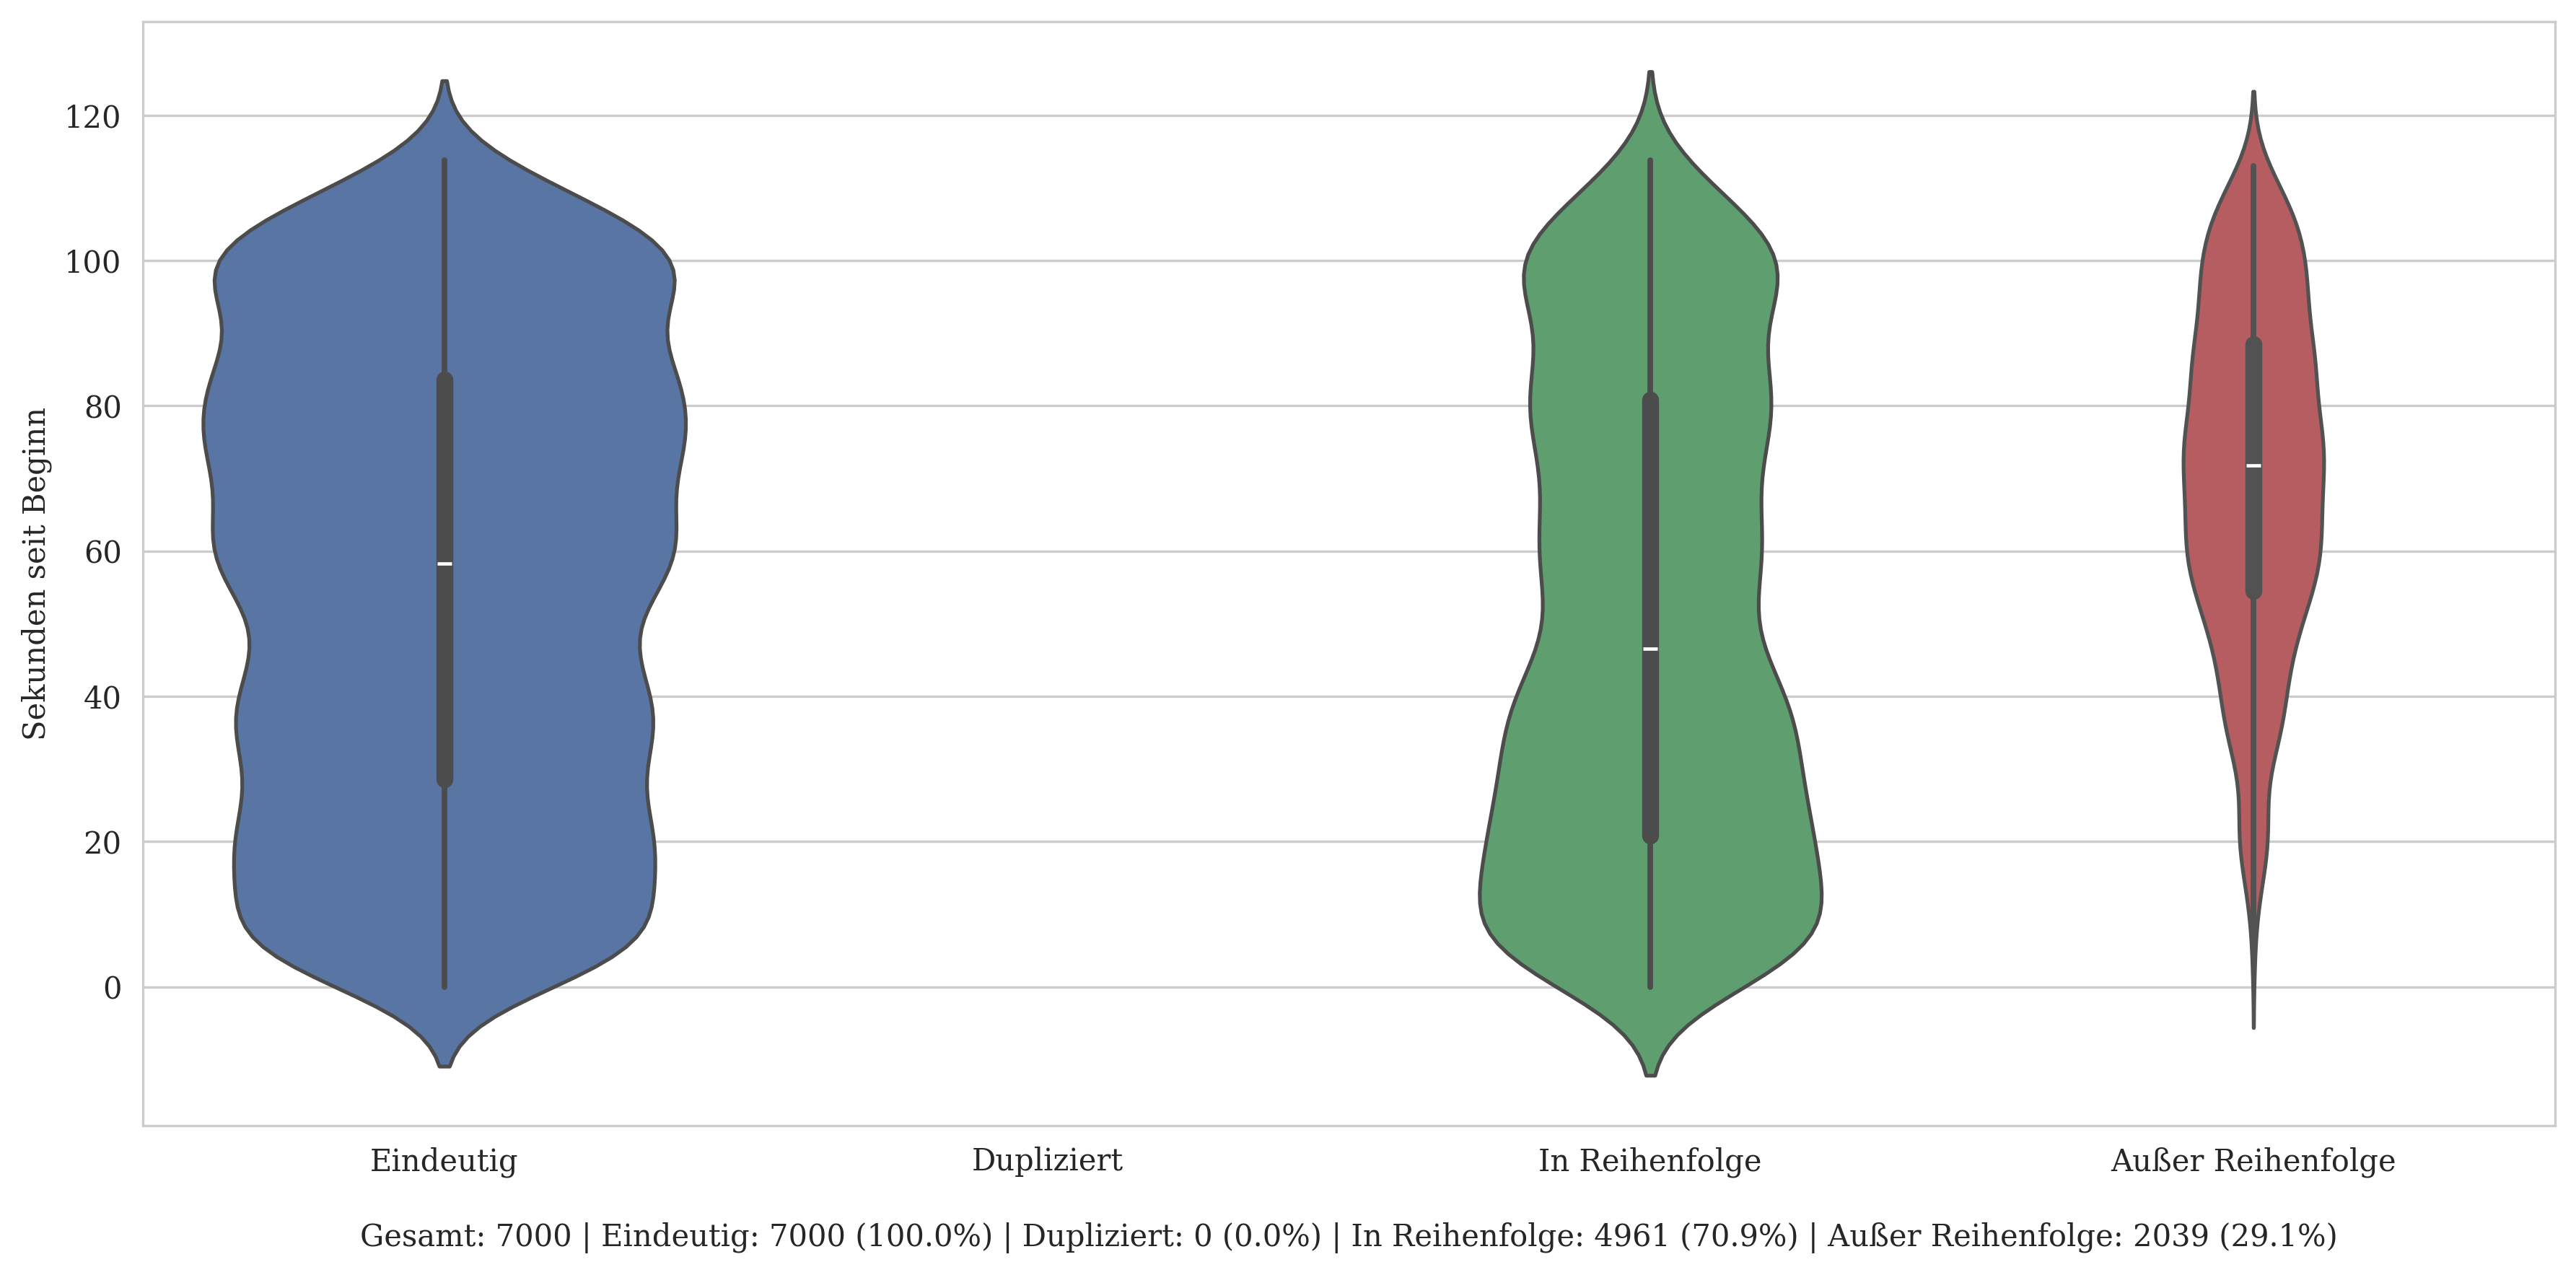 Sekunden seit Beginn
120
100
80
60
40
20
0
Eindeutig
Dupliziert
In Reihenfolge
Außer Reihenfolge
Gesamt: 7000 | Eindeutig: 7000 (100.0%) | Dupliziert: 0 (0.0%) | In Reihenfolge: 4961 (70.9%) | Außer Reihenfolge: 2039 (29.1%)